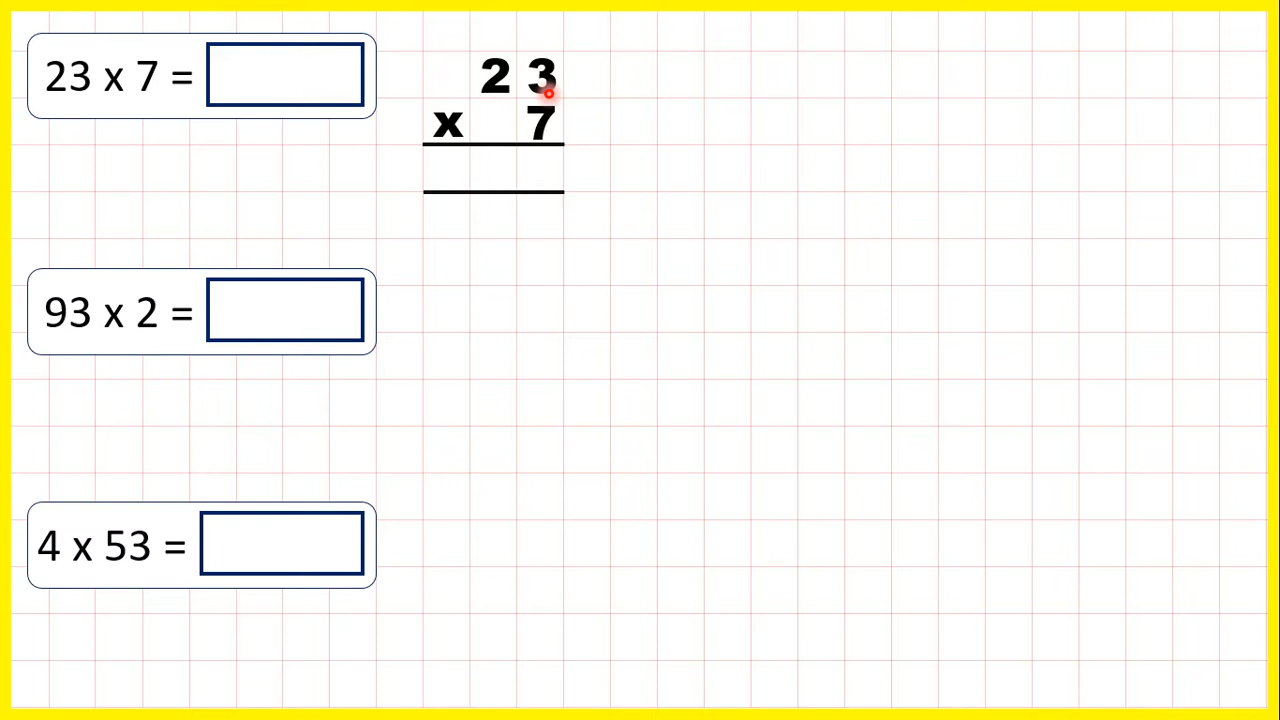 23 x 7 =
2 3
x 7
93 x 2 =
4 x 53 =